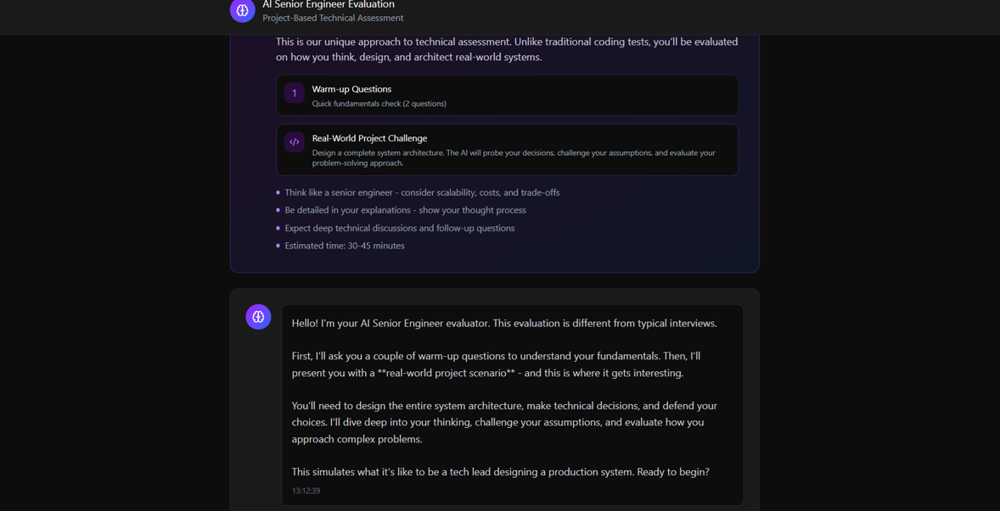 AI Senior Engineer Evaluation
Project-Based Technical Assessment
This is our unique approach to technical assessment. Unlike traditional coding tests, you'll be evaluated
on how you think, design, and architect real-world systems.
1
Warm-up Questions
Quick fundamentals check (2 questions)
</>
Real-World Project Challenge
Design a complete system architecture. The AI will probe your decisions, challenge your assumptions, and evaluate your
problem-solving approach.
• Think like a senior engineer - consider scalability, costs, and trade-offs
• Be detailed in your explanations - show your thought process
• Expect deep technical discussions and follow-up questions
• Estimated time: 30-45 minutes
Hello! I'm your AI Senior Engineer evaluator. This evaluation is different from typical interviews.
First, I'll ask you a couple of warm-up questions to understand your fundamentals. Then, I'll
present you with a **real-world project scenario** - and this is where it gets interesting.
You'll need to design the entire system architecture, make technical decisions, and defend your
choices. I'll dive deep into your thinking, challenge your assumptions, and evaluate how you
approach complex problems.
This simulates what it's like to be a tech lead designing a production system. Ready to begin?
13:12:39